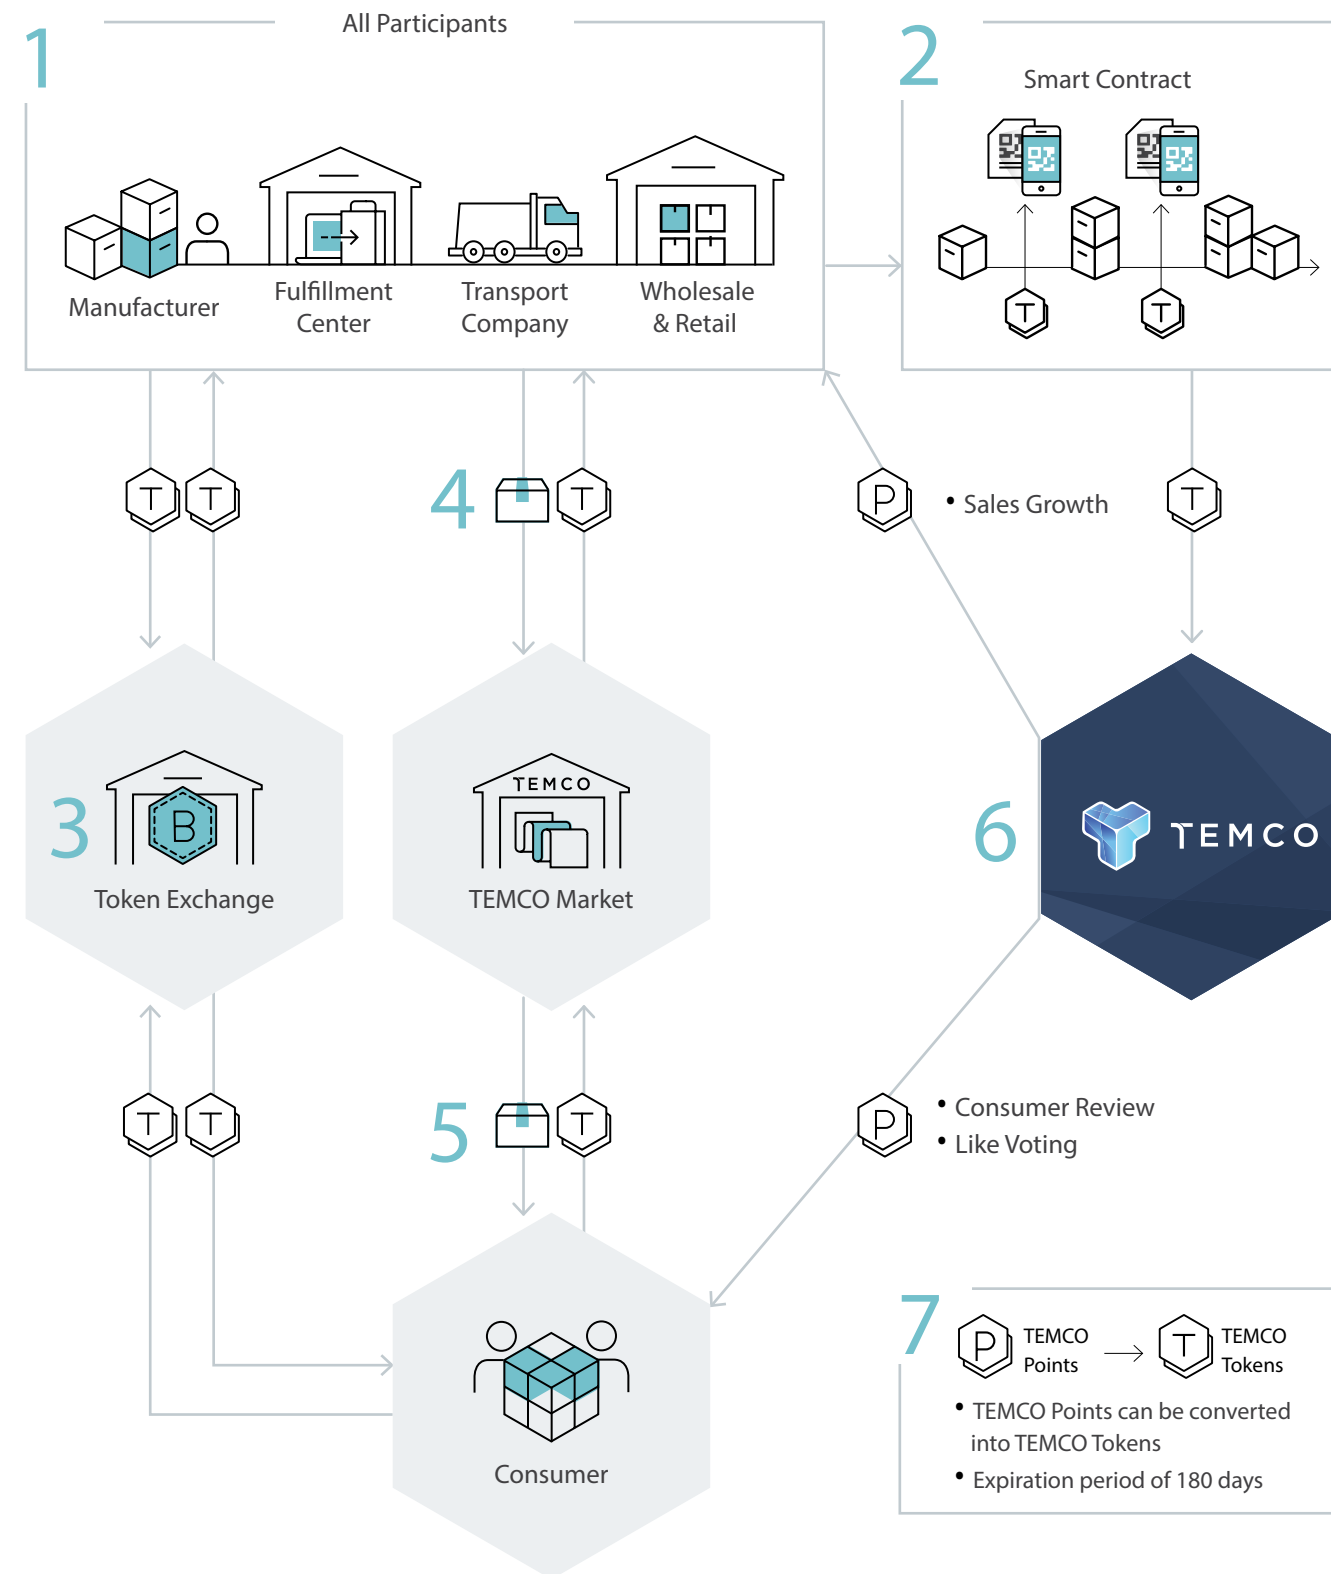 1
All Participants
Manufacturer
Fulfillment
Center
Transport
Company
Wholesale
& Retail
2
Smart Contract
T
T
T
T
4
T
P
• Sales Growth
T
3
B
Token Exchange
TEMCO
TEMCO Market
6
TEMCO
T
T
5
T
P
• Consumer Review
• Like Voting
Consumer
7
P
TEMCO
Points
T
TEMCO
Tokens
• TEMCO Points can be converted
into TEMCO Tokens
• Expiration period of 180 days